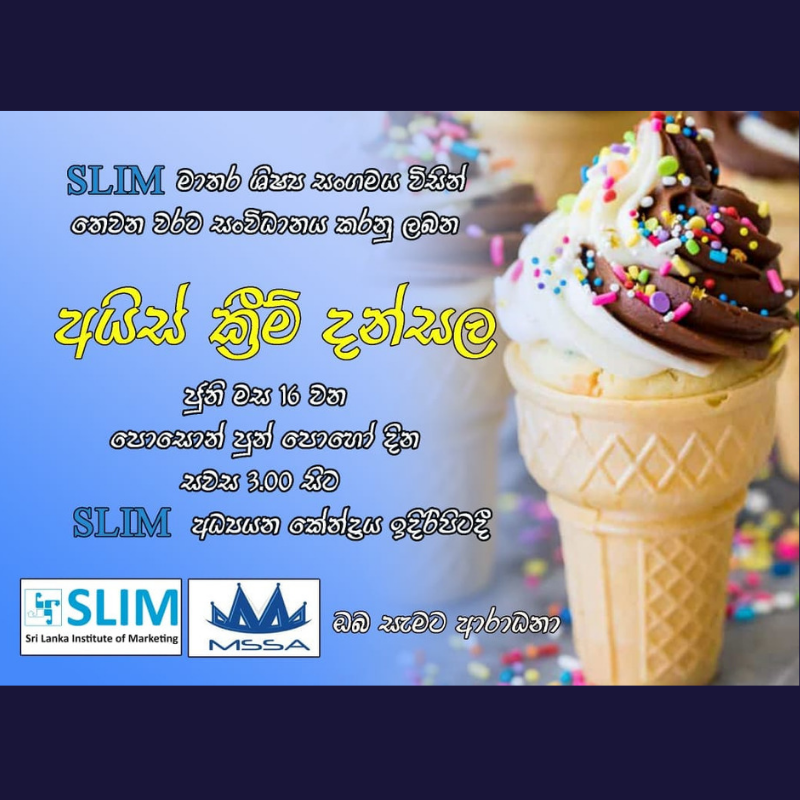 SLIM මාතර ශිෂ්‍ය සංගමය විසින්
තෙවන වරට සංවිධානය කරනු ලබන
අයිස් ක්‍රීම් දන්සල
ජුනි මස 16 වන
පොසොන් පුන් පොහෝ දින
සවස 3.00 සිට
SLIM අධ්‍යයන කේන්ද්‍රය ඉදිරිපිටදී
SLIM
Sri Lanka Institute of Marketing
MSSA
ඔබ සැමට ආරාධනා